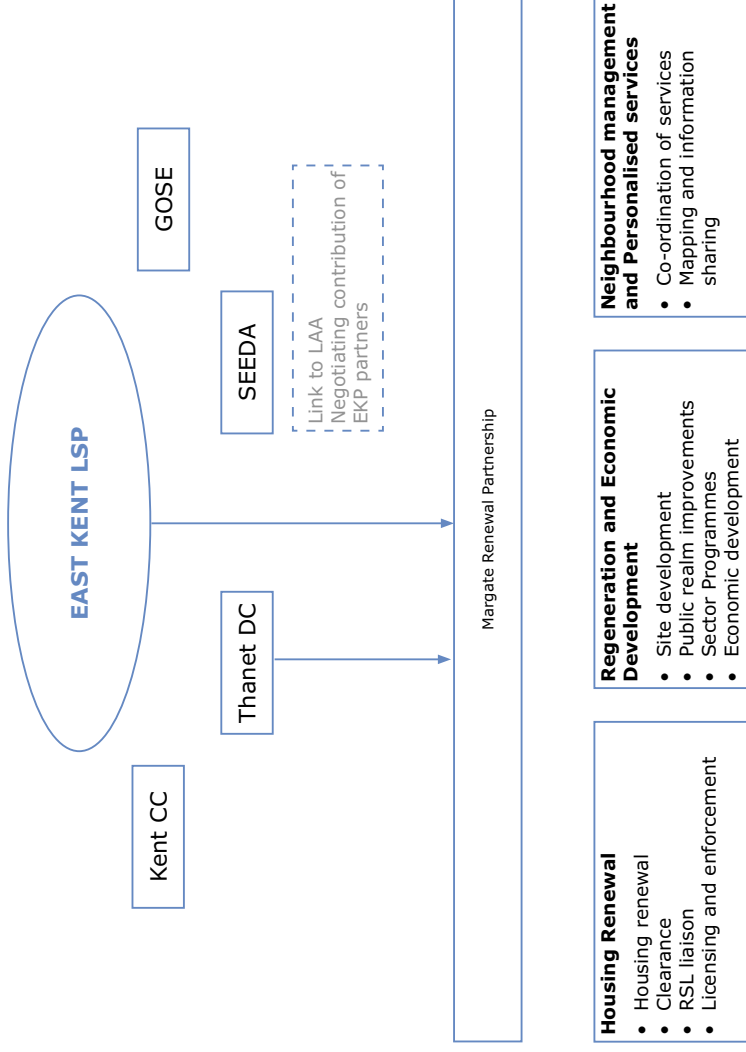 EAST KENT LSP
Kent CC
GOSE
Thanet DC
SEEDA
Link to LAA
Negotiating contribution of
EKP partners
Margate Renewal Partnership
Housing Renewal
• Housing renewal
• Clearance
• RSL liaison
• Licensing and enforcement
Regeneration and Economic
Development
• Site development
• Public realm improvements
• Sector Programmes
• Economic development
Neighbourhood management
and Personalised services
• Co-ordination of services
• Mapping and information
sharing